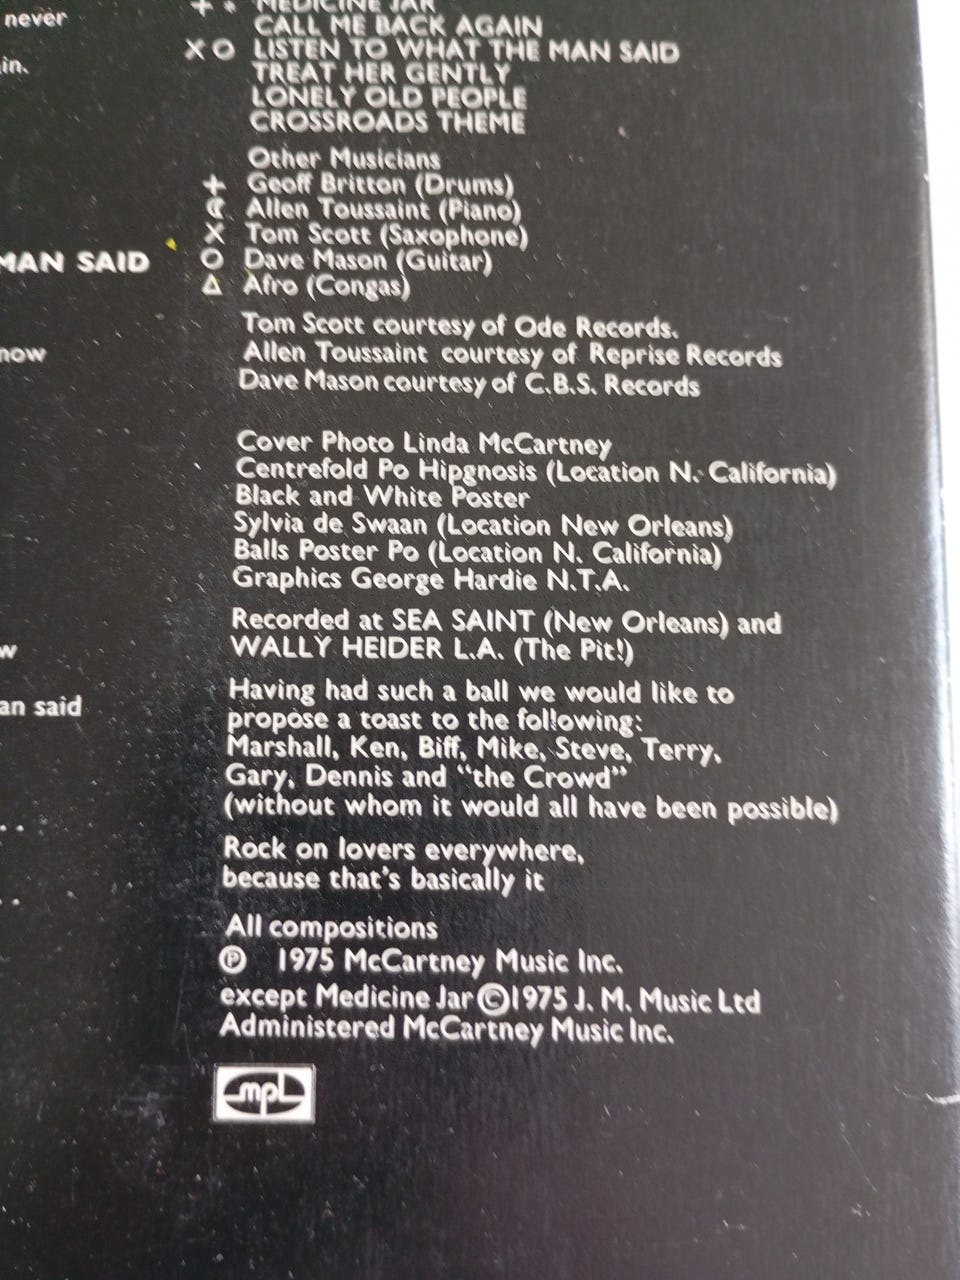 never
in.
MAN SAID
now
w
an said
..
..
+ * MEDICINE JAR
CALL ME BACK AGAIN
X O LISTEN TO WHAT THE MAN SAID
TREAT HER GENTLY
LONELY OLD PEOPLE
CROSSROADS THEME
Other Musicians
+ Geoff Britton (Drums)
Allen Toussaint (Piano)
X Tom Scott (Saxophone)
O Dave Mason (Guitar)
Δ Afro (Congas)
Tom Scott courtesy of Ode Records.
Allen Toussaint courtesy of Reprise Records
Dave Mason courtesy of C.B.S. Records
Cover Photo Linda McCartney
Centrefold Po Hipgnosis (Location N. California)
Black and White Poster
Sylvia de Swaan (Location New Orleans)
Balls Poster Po (Location N. California)
Graphics George Hardie N.T.A.
Recorded at SEA SAINT (New Orleans) and
WALLY HEIDER L.A. (The Pit!)
Having had such a ball we would like to
propose a toast to the following:
Marshall, Ken, Biff, Mike, Steve, Terry,
Gary, Dennis and “the Crowd”
(without whom it would all have been possible)
Rock on lovers everywhere,
because that's basically it
All compositions
℗ 1975 McCartney Music Inc.
except Medicine Jar © 1975 J. M. Music Ltd
Administered McCartney Music Inc.
mpl